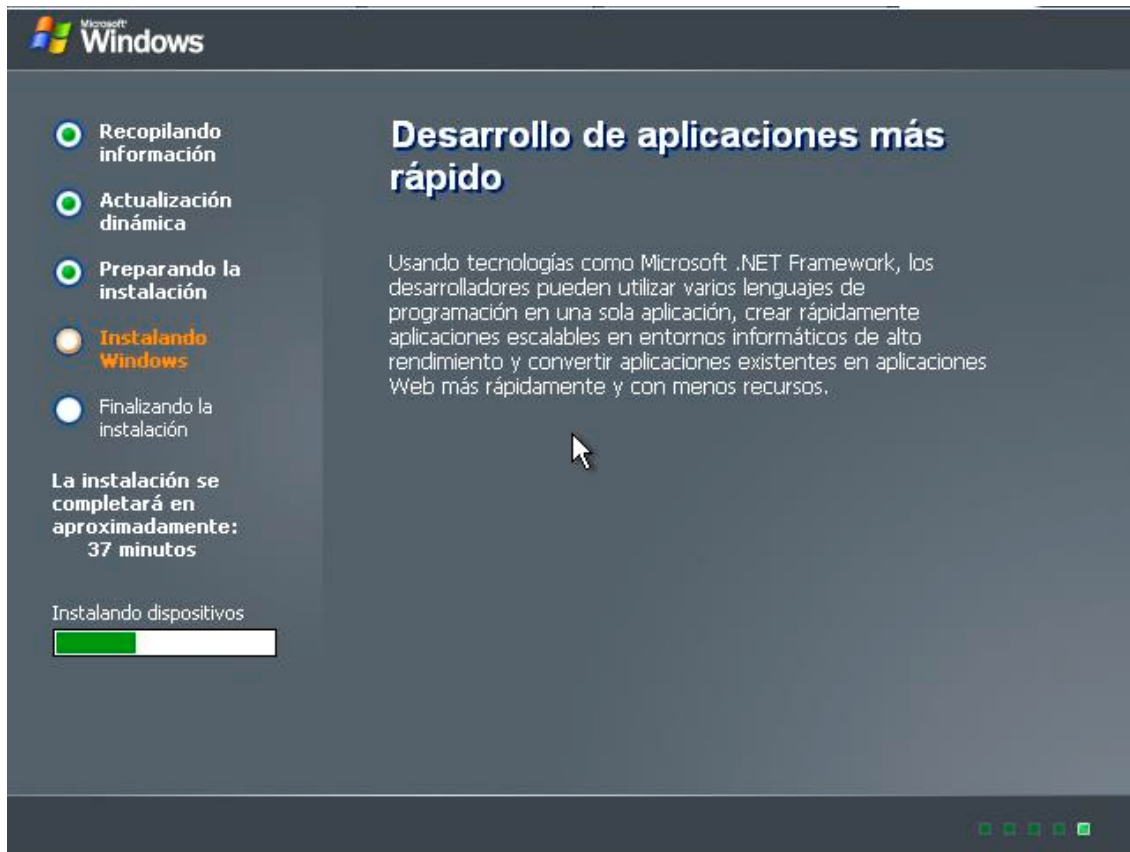 Microsoft
Windows
Recopilando
información
Actualización
dinámica
Preparando la
instalación
Instalando
Windows
Finalizando la
instalación
La instalación se
completará en
aproximadamente:
37 minutos
Instalando dispositivos
Desarrollo de aplicaciones más
rápido
Usando tecnologías como Microsoft .NET Framework, los
desarrolladores pueden utilizar varios lenguajes de
programación en una sola aplicación, crear rápidamente
aplicaciones escalables en entornos informáticos de alto
rendimiento y convertir aplicaciones existentes en aplicaciones
Web más rápidamente y con menos recursos.